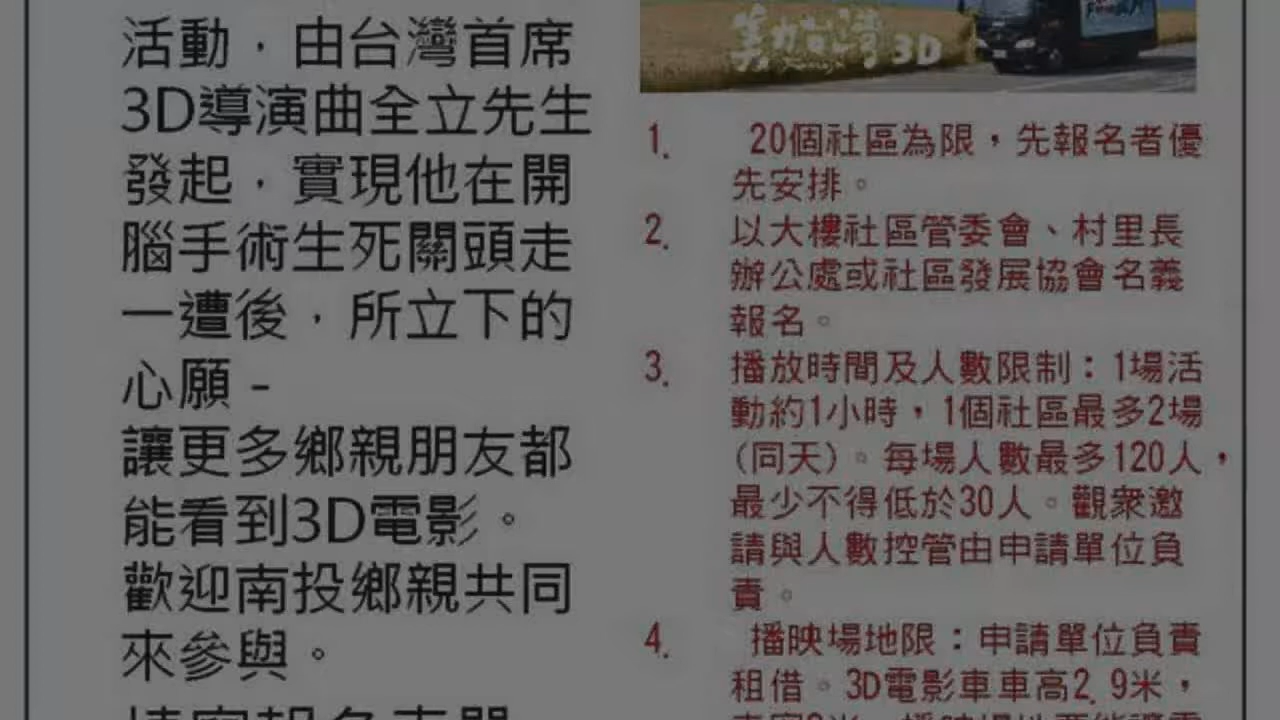 活動，由台灣首席
3D導演曲全立先生
發起，實現他在開
腦手術生死關頭走
一遭後，所立下的
心願-
讓更多鄉親朋友都
能看到3D電影。
歡迎南投鄉親共同
來參與。
美力台灣3D
1. 20個社區為限，先報名者優
先安排。
2. 以大樓社區管委會、村里長
辦公處或社區發展協會名義
報名。
3. 播放時間及人數限制：1場活
動約1小時，1個社區最多2場
(同天)。每場人數最多120人，
最少不得低於30人。觀眾邀
請與人數控管由申請單位負
責。
4. 播映場地限：申請單位負責
租借。3D電影車車高2.9米，